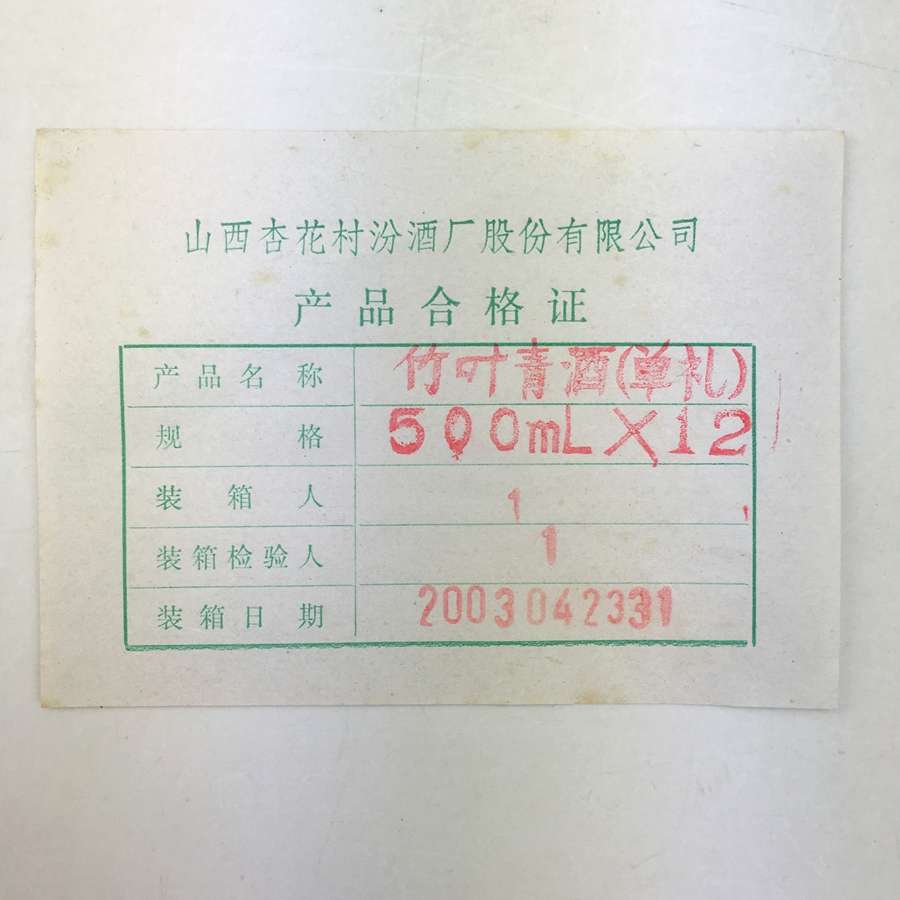 山西杏花村汾酒厂股份有限公司
产品合格证
产品名称 竹叶青酒(单礼)
规格 500mL×12
装箱人 1
装箱检验人 1
装箱日期 2003042331